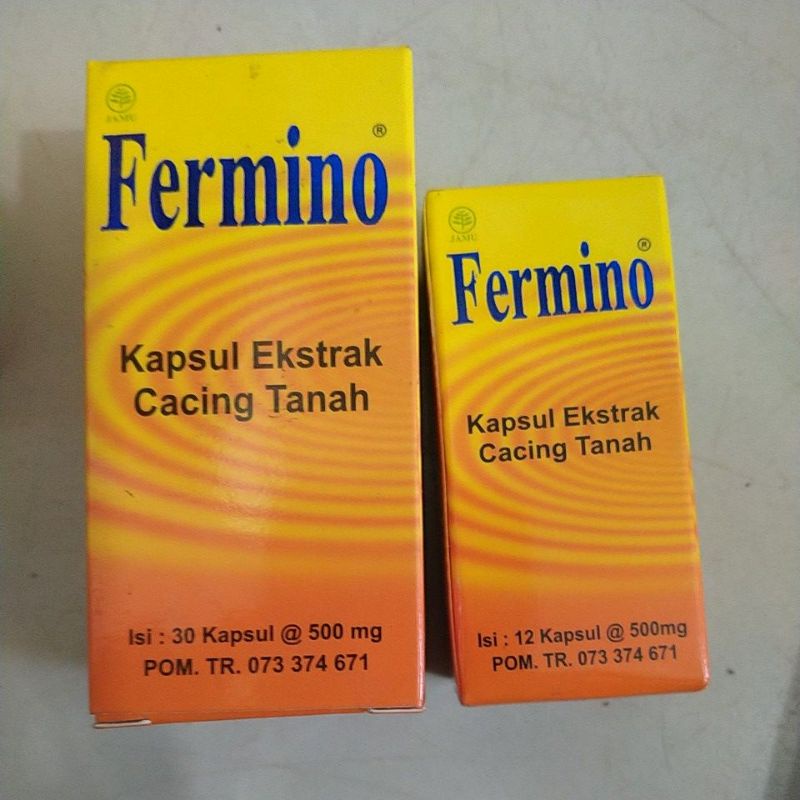 JAMU
Fermino®
Kapsul Ekstrak
Cacing Tanah
Isi : 30 Kapsul @ 500 mg
POM. TR. 073 374 671
JAMU
Fermino®
Kapsul Ekstrak
Cacing Tanah
Isi : 12 Kapsul @ 500mg
POM. TR. 073 374 671